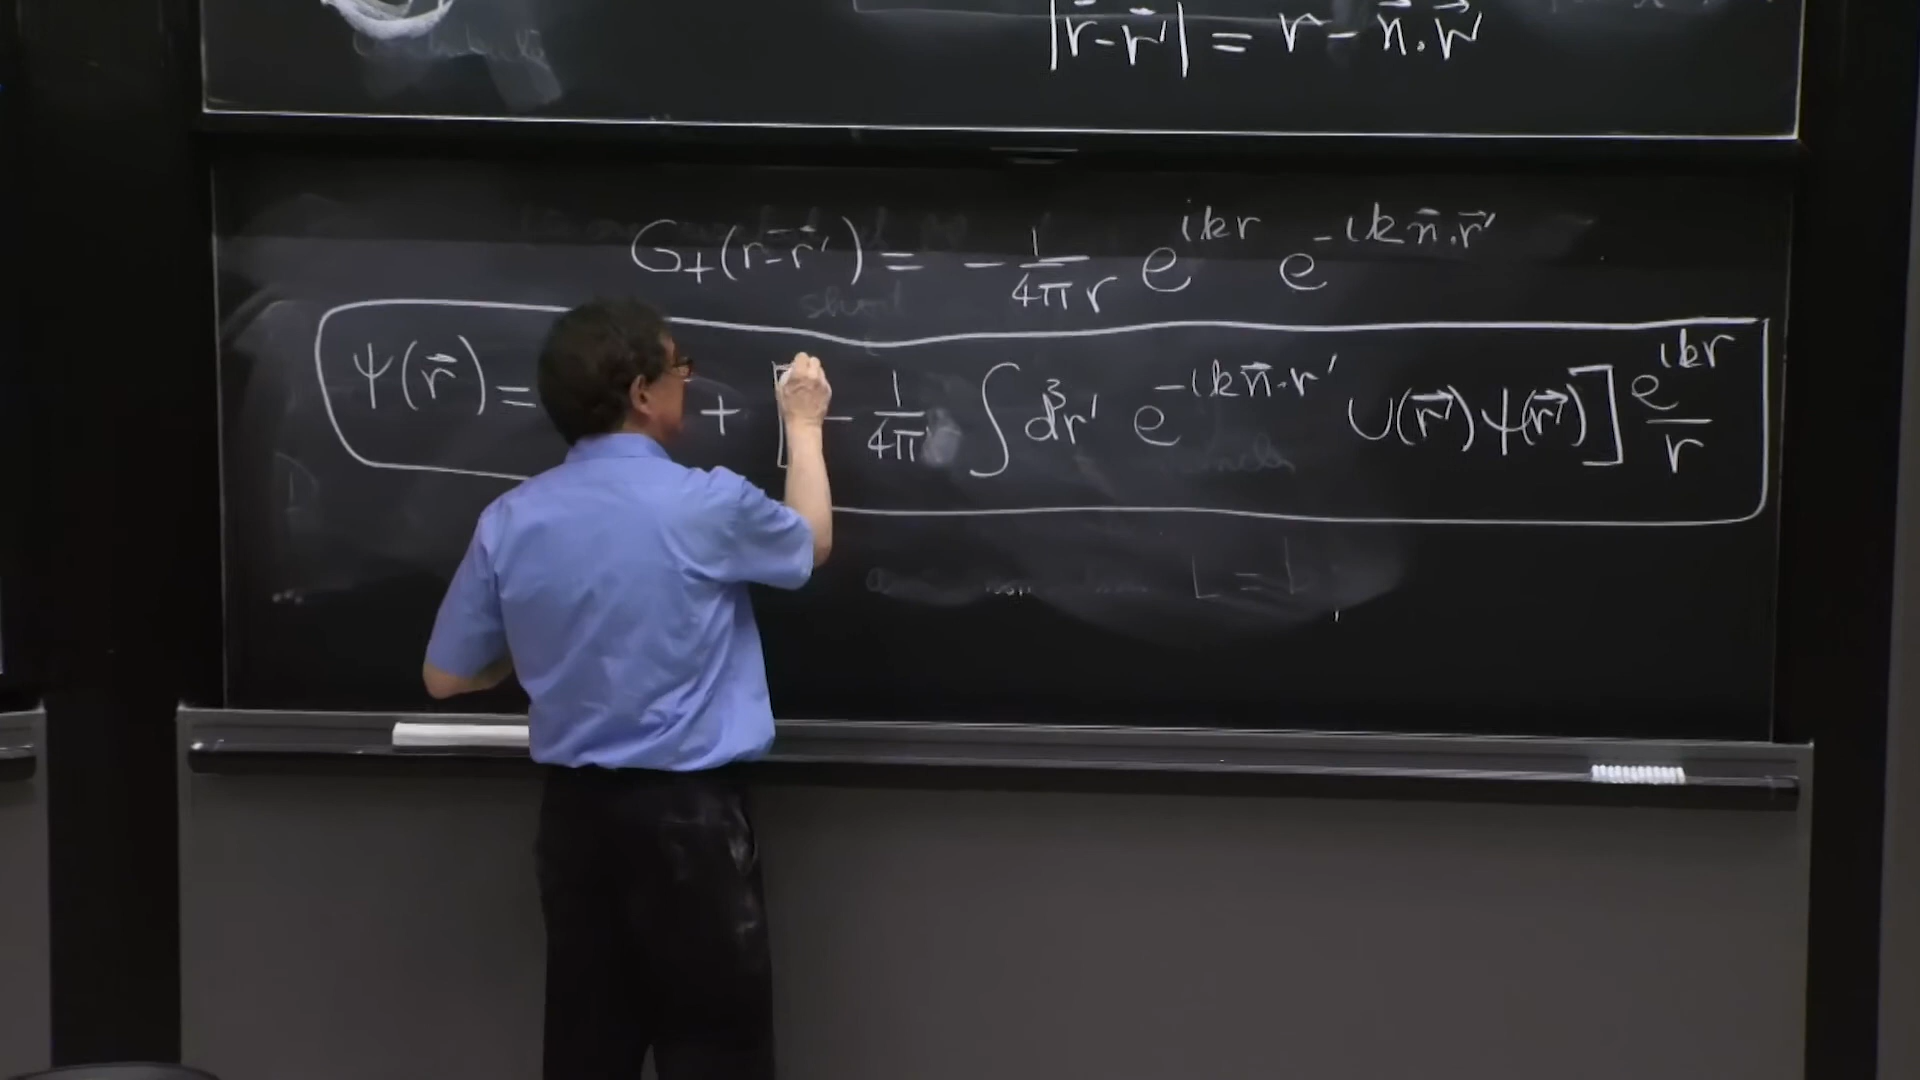 |r⃗-r⃗'| = r - n⃗.r⃗'
G₊(r⃗-r⃗') = - 1/4πr e^{ikr} e^{-ikn⃗.r⃗'}
ψ(r⃗) = + [ - 1/4π ∫ d³r' e^{-ikn⃗.r'} U(r⃗') ψ(r⃗') ] e^{ikr}/r
L = L